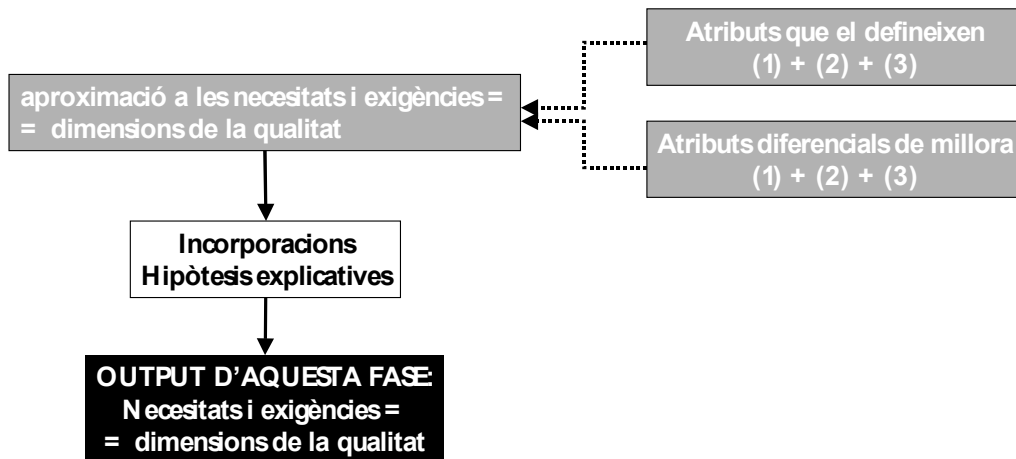 Atributs que el defineixen
(1) + (2) + (3)
aproximació a les necesitats i exigències =
= dimensions de la qualitat
Atributs diferencials de millora
(1) + (2) + (3)
Incorporacions
Hipòtesis explicatives
OUTPUT D'AQUESTA FASE:
Necesitats i exigències =
= dimensions de la qualitat